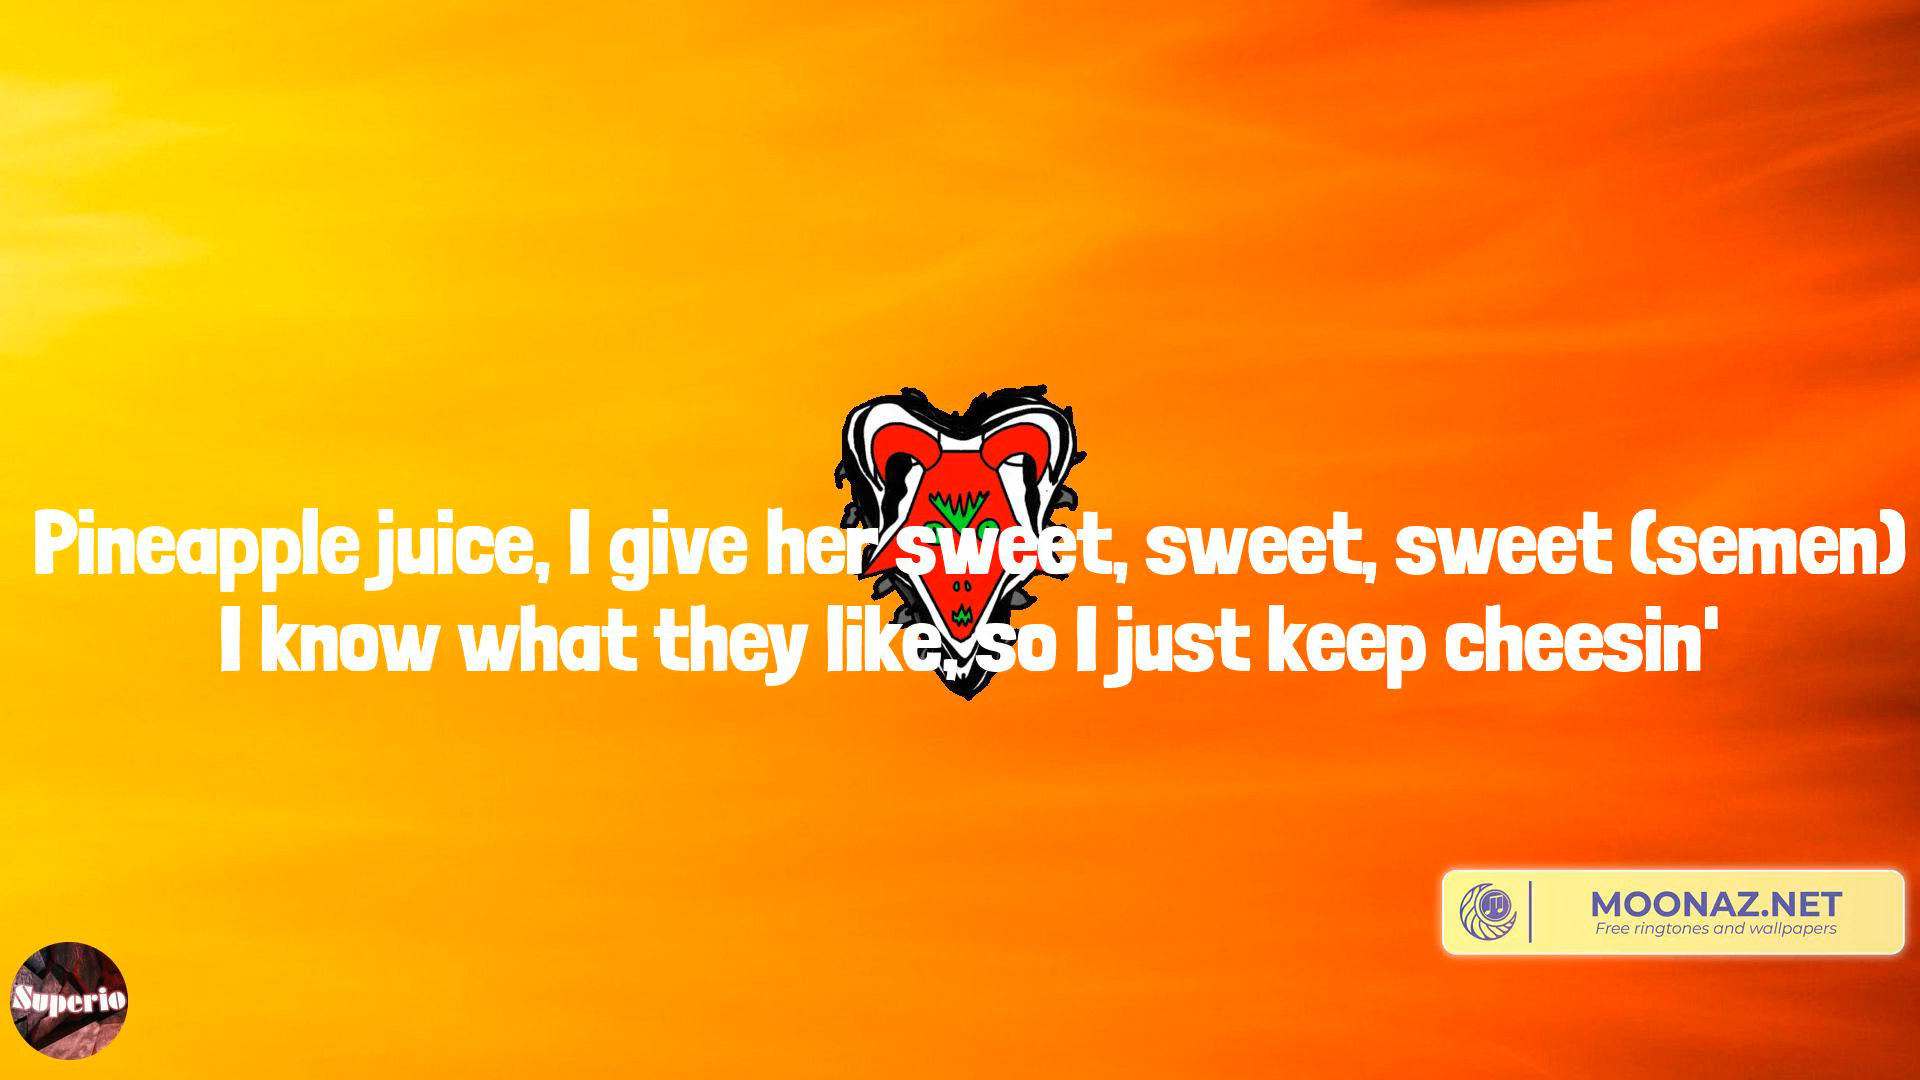 Pineapple juice, I give her sweet, sweet, sweet (semen)
I know what they like, so I just keep cheesin'
MOONAZ.NET
Free ringtones and wallpapers
Superio